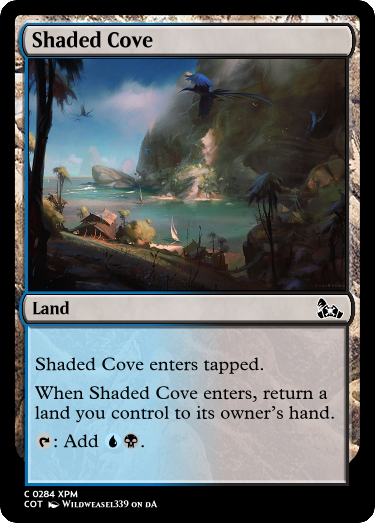 Shaded Cove
Land
Shaded Cove enters tapped.
When Shaded Cove enters, return a
land you control to its owner's hand.
: Add .
C 0284 XPM
COT Wildweasel339 on dA